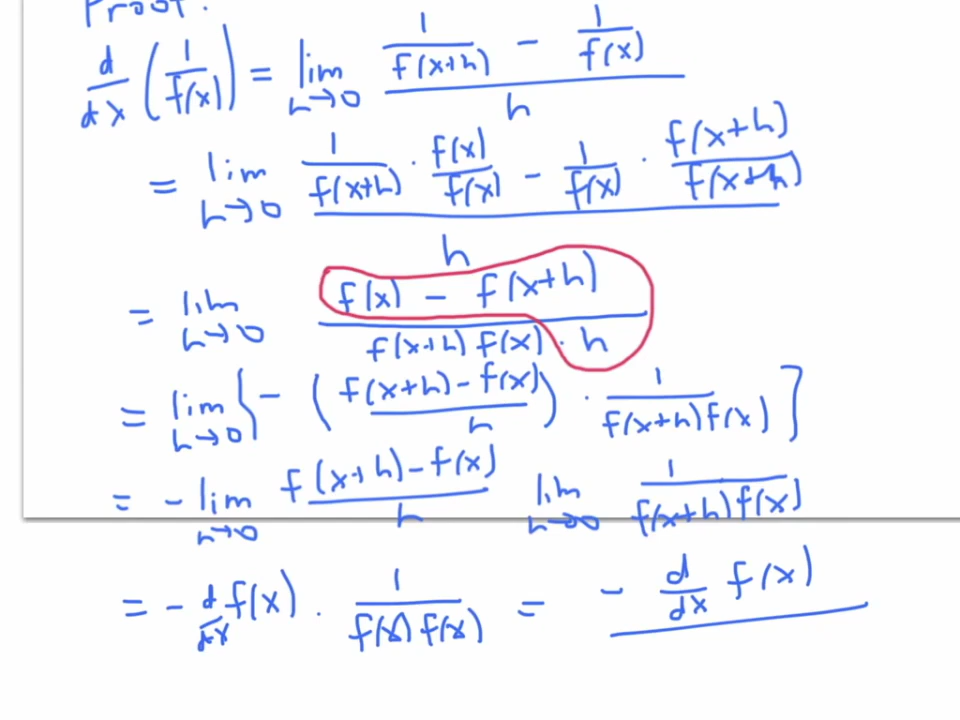 Proof:
d/dx (1/f(x)) = lim h→0 (1/f(x+h) - 1/f(x)) / h
= lim h→0 (1/f(x+h) · f(x)/f(x) - 1/f(x) · f(x+h)/f(x+h)) / h
= lim h→0 (f(x) - f(x+h)) / (f(x+h) f(x) · h)
= lim h→0 [ - ( (f(x+h) - f(x)) / h ) · 1/(f(x+h) f(x)) ]
= - lim h→0 (f(x+h) - f(x)) / h lim h→0 1/(f(x+h) f(x))
= - d/dx f(x) · 1/(f(x) f(x)) = - d/dx f(x)